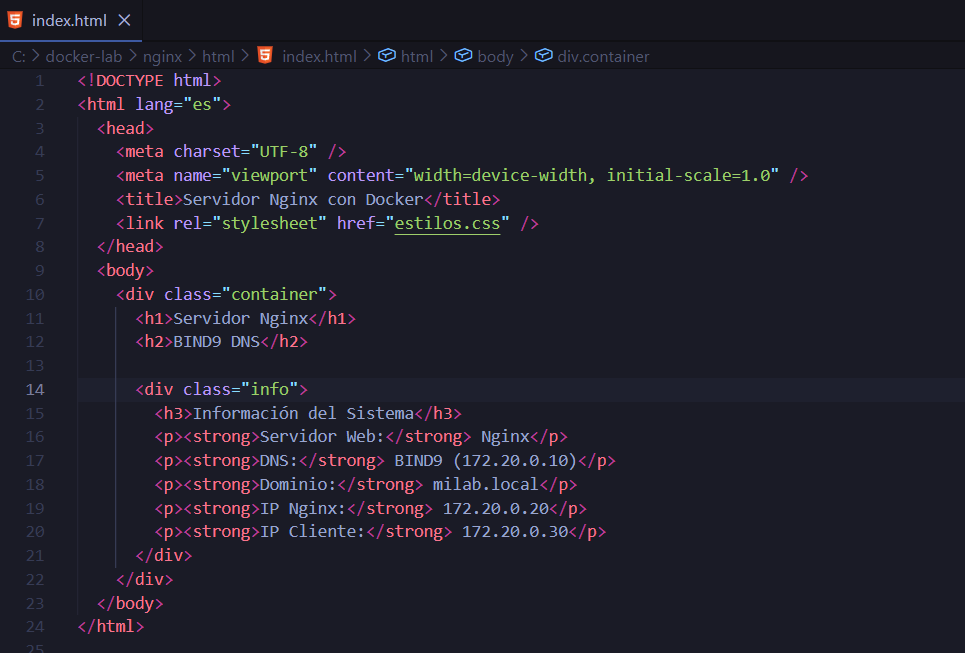 index.html
C: > docker-lab > nginx > html > index.html > html > body > div.container
1 <!DOCTYPE html>
2 <html lang="es">
3 <head>
4 <meta charset="UTF-8" />
5 <meta name="viewport" content="width=device-width, initial-scale=1.0" />
6 <title>Servidor Nginx con Docker</title>
7 <link rel="stylesheet" href="estilos.css" />
8 </head>
9 <body>
10 <div class="container">
11 <h1>Servidor Nginx</h1>
12 <h2>BIND9 DNS</h2>
13
14 <div class="info">
15 <h3>Información del Sistema</h3>
16 <p><strong>Servidor Web:</strong> Nginx</p>
17 <p><strong>DNS:</strong> BIND9 (172.20.0.10)</p>
18 <p><strong>Dominio:</strong> milab.local</p>
19 <p><strong>IP Nginx:</strong> 172.20.0.20</p>
20 <p><strong>IP Cliente:</strong> 172.20.0.30</p>
21 </div>
22 </div>
23 </body>
24 </html>
25